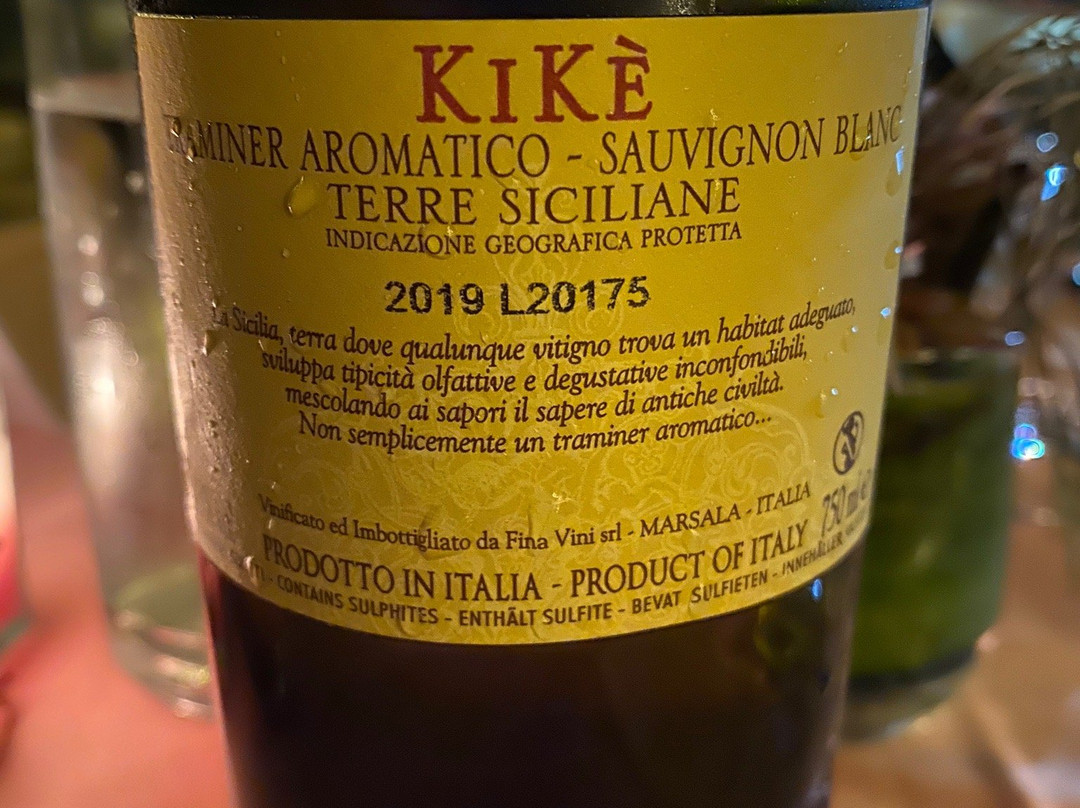 KIKÈ
TRAMINER AROMATICO - SAUVIGNON BLANC
TERRE SICILIANE
INDICAZIONE GEOGRAFICA PROTETTA
2019 L20175
La Sicilia, terra dove qualunque vitigno trova un habitat adeguato,
sviluppa tipicità olfattive e degustative inconfondibili,
mescolando ai sapori il sapere di antiche civiltà.
Non semplicemente un traminer aromatico...
Vinificato ed Imbottigliato da Fina Vini srl - MARSALA - ITALIA
750 ml e
PRODOTTO IN ITALIA - PRODUCT OF ITALY
- CONTAINS SULPHITES - ENTHÄLT SULFITE - BEVAT SULFIETEN - INNEHÅLLER